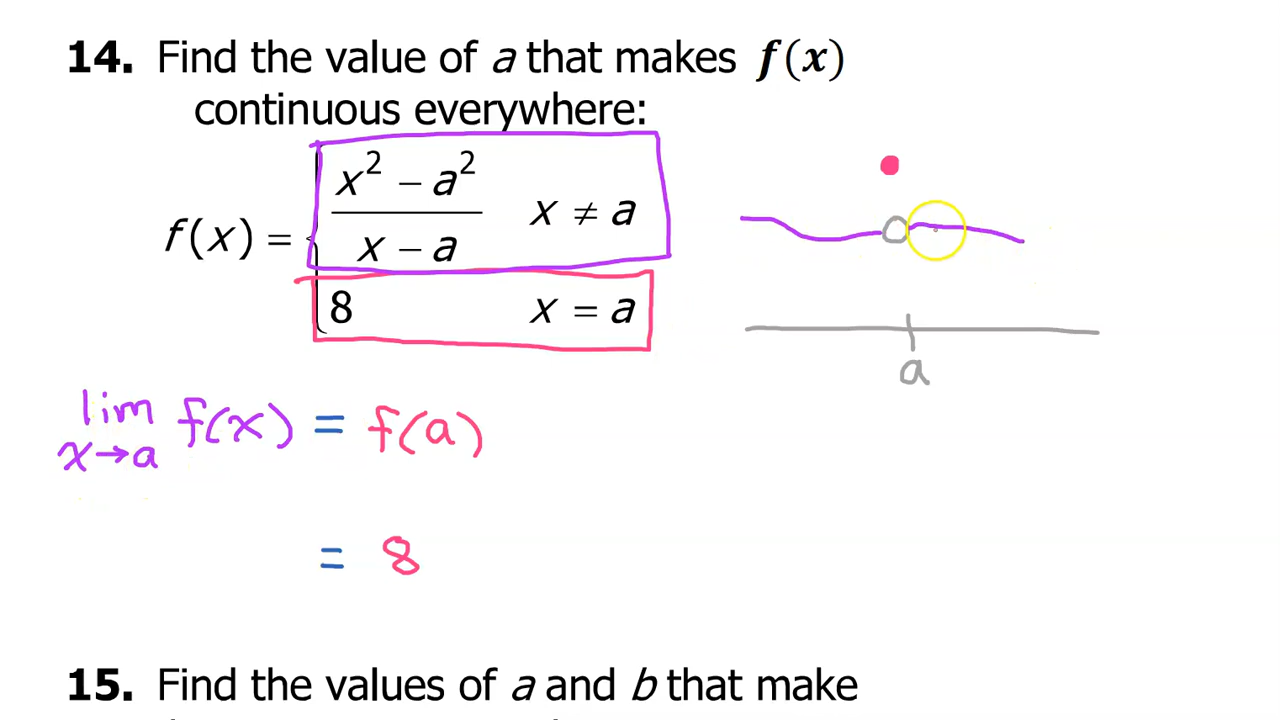 14. Find the value of a that makes f(x)
continuous everywhere:
f(x) = { (x² − a²)/(x − a)   x ≠ a
8   x = a
a
lim x→a f(x) = f(a)
= 8
15. Find the values of a and b that make